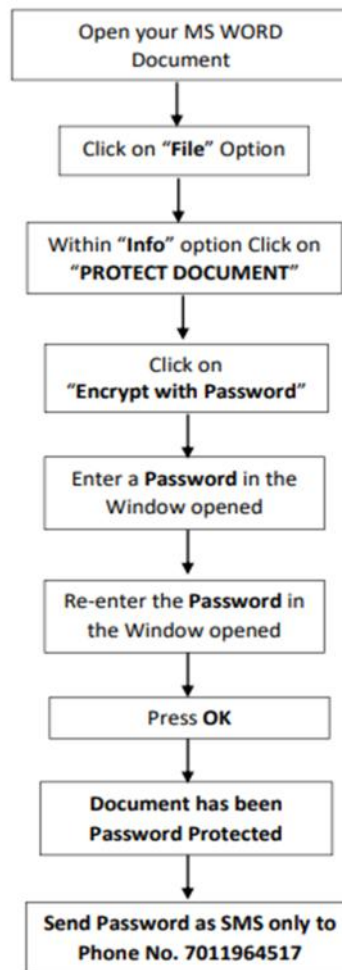 Open your MS WORD
Document
Click on “File” Option
Within “Info” option Click on
“PROTECT DOCUMENT”
Click on
“Encrypt with Password”
Enter a Password in the
Window opened
Re-enter the Password in
the Window opened
Press OK
Document has been
Password Protected
Send Password as SMS only to
Phone No. 7011964517